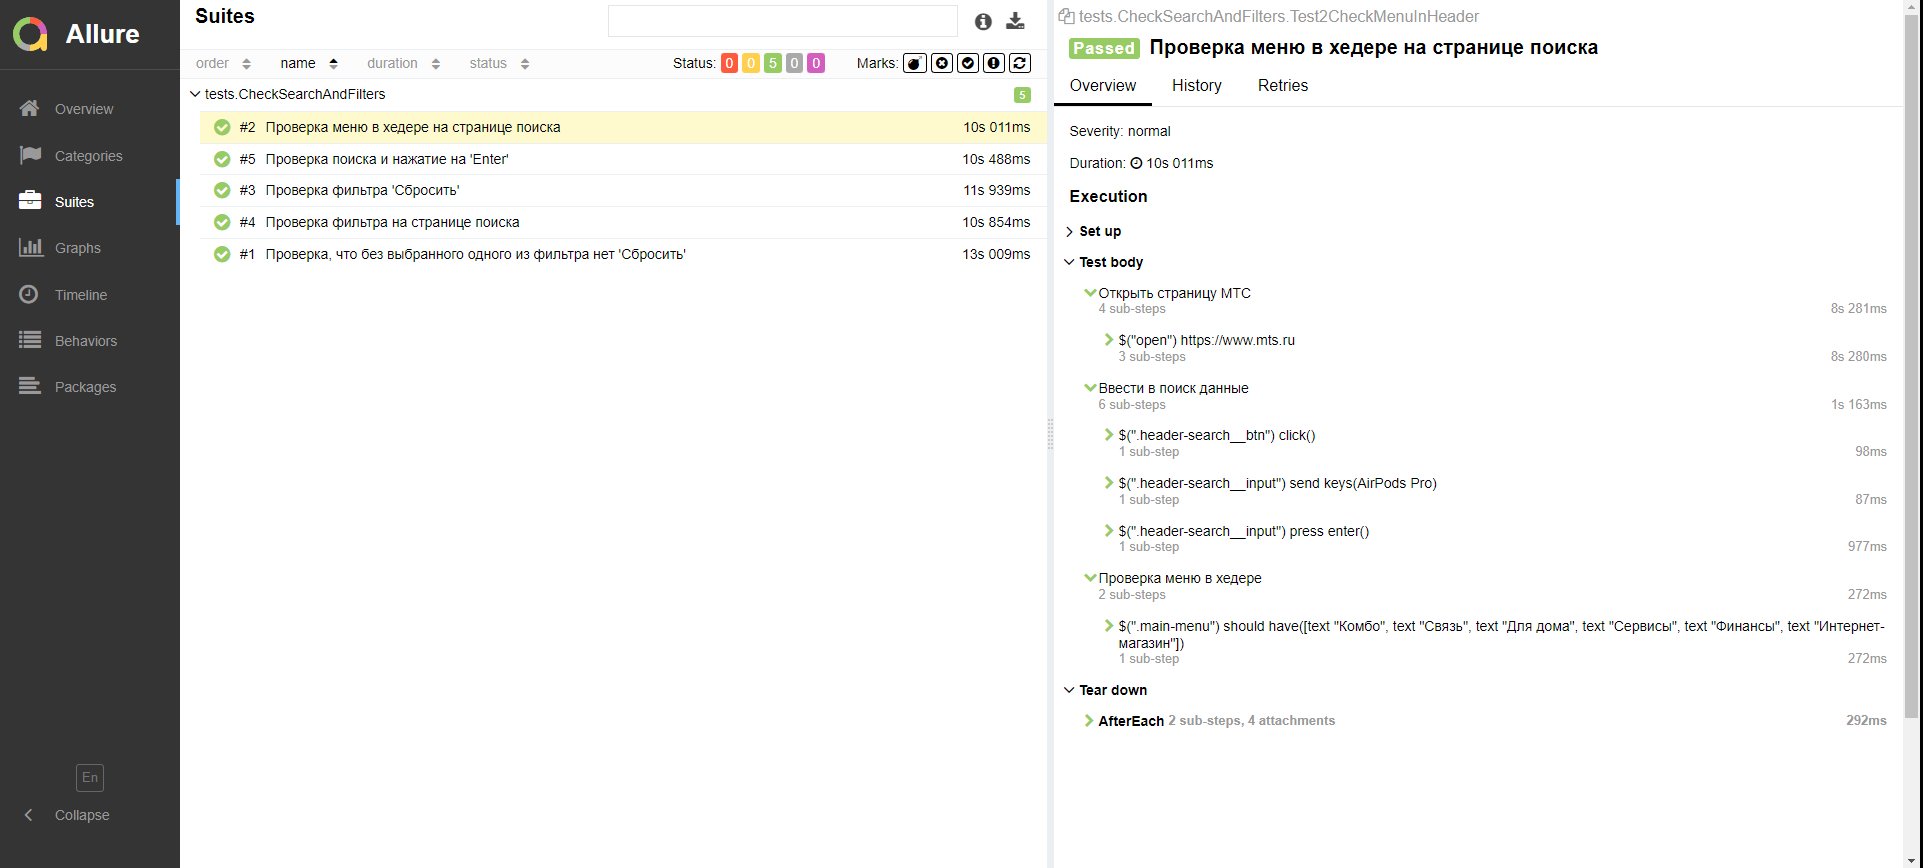 Allure
Overview
Categories
Suites
Graphs
Timeline
Behaviors
Packages
En
Collapse
Suites
order name duration status Status: 0 0 5 0 0 Marks:
tests.CheckSearchAndFilters 5
#2 Проверка меню в хедере на странице поиска 10s 011ms
#5 Проверка поиска и нажатие на 'Enter' 10s 488ms
#3 Проверка фильтра 'Сбросить' 11s 939ms
#4 Проверка фильтра на странице поиска 10s 854ms
#1 Проверка, что без выбранного одного из фильтра нет 'Сбросить' 13s 009ms
tests.CheckSearchAndFilters.Test2CheckMenuInHeader
Passed Проверка меню в хедере на странице поиска
Overview History Retries
Severity: normal
Duration: 10s 011ms
Execution
Set up
Test body
Открыть страницу МТС
4 sub-steps 8s 281ms
$("open") https://www.mts.ru
3 sub-steps 8s 280ms
Ввести в поиск данные
6 sub-steps 1s 163ms
$(".header-search__btn") click()
1 sub-step 98ms
$(".header-search__input") send keys(AirPods Pro)
1 sub-step 87ms
$(".header-search__input") press enter()
1 sub-step 977ms
Проверка меню в хедере
2 sub-steps 272ms
$(".main-menu") should have([text "Комбо", text "Связь", text "Для дома", text "Сервисы", text "Финансы", text "Интернет-
магазин"])
1 sub-step 272ms
Tear down
AfterEach 2 sub-steps, 4 attachments 292ms